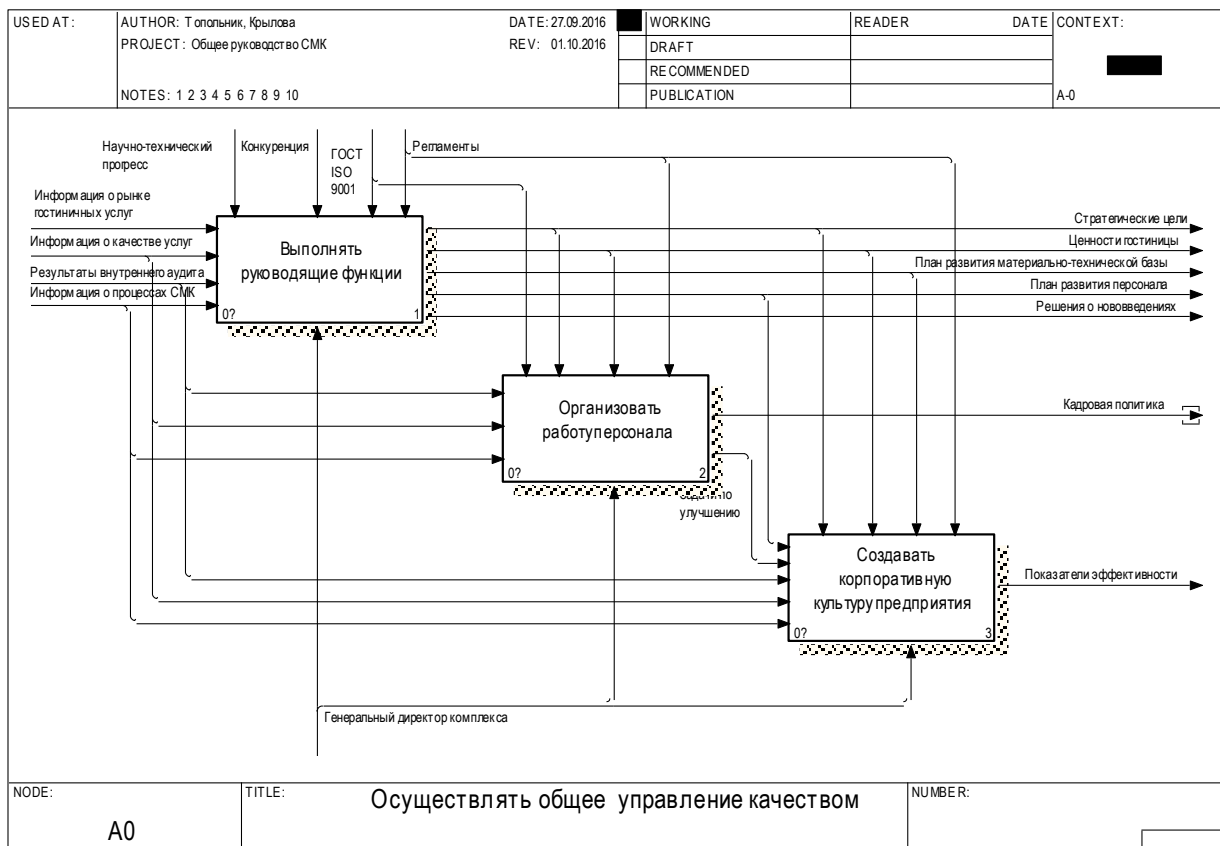 USED AT:
AUTHOR: Топольник, Крылова
DATE: 27.09.2016
PROJECT: Общее руководство СМК
REV: 01.10.2016
NOTES: 1 2 3 4 5 6 7 8 9 10
WORKING
DRAFT
RECOMMENDED
PUBLICATION
READER
DATE
CONTEXT:
A-0
Научно-технический
прогресс
Конкуренция
ГОСТ
ISO
9001
Регламенты
Информация о рынке
гостиничных услуг
Информация о качестве услуг
Результаты внутреннего аудита
Информация о процессах СМК
Выполнять
руководящие функции
0?
1
Стратегические цели
Ценности гостиницы
План развития материально-технической базы
План развития персонала
Решения о нововведениях
Организовать
работу персонала
0?
2
Кадровая политика
улучшению
Создавать
корпоративную
культуру предприятия
0?
3
Показатели эффективности
Генеральный директор комплекса
NODE:
A0
TITLE:
Осуществлять общее управление качеством
NUMBER: